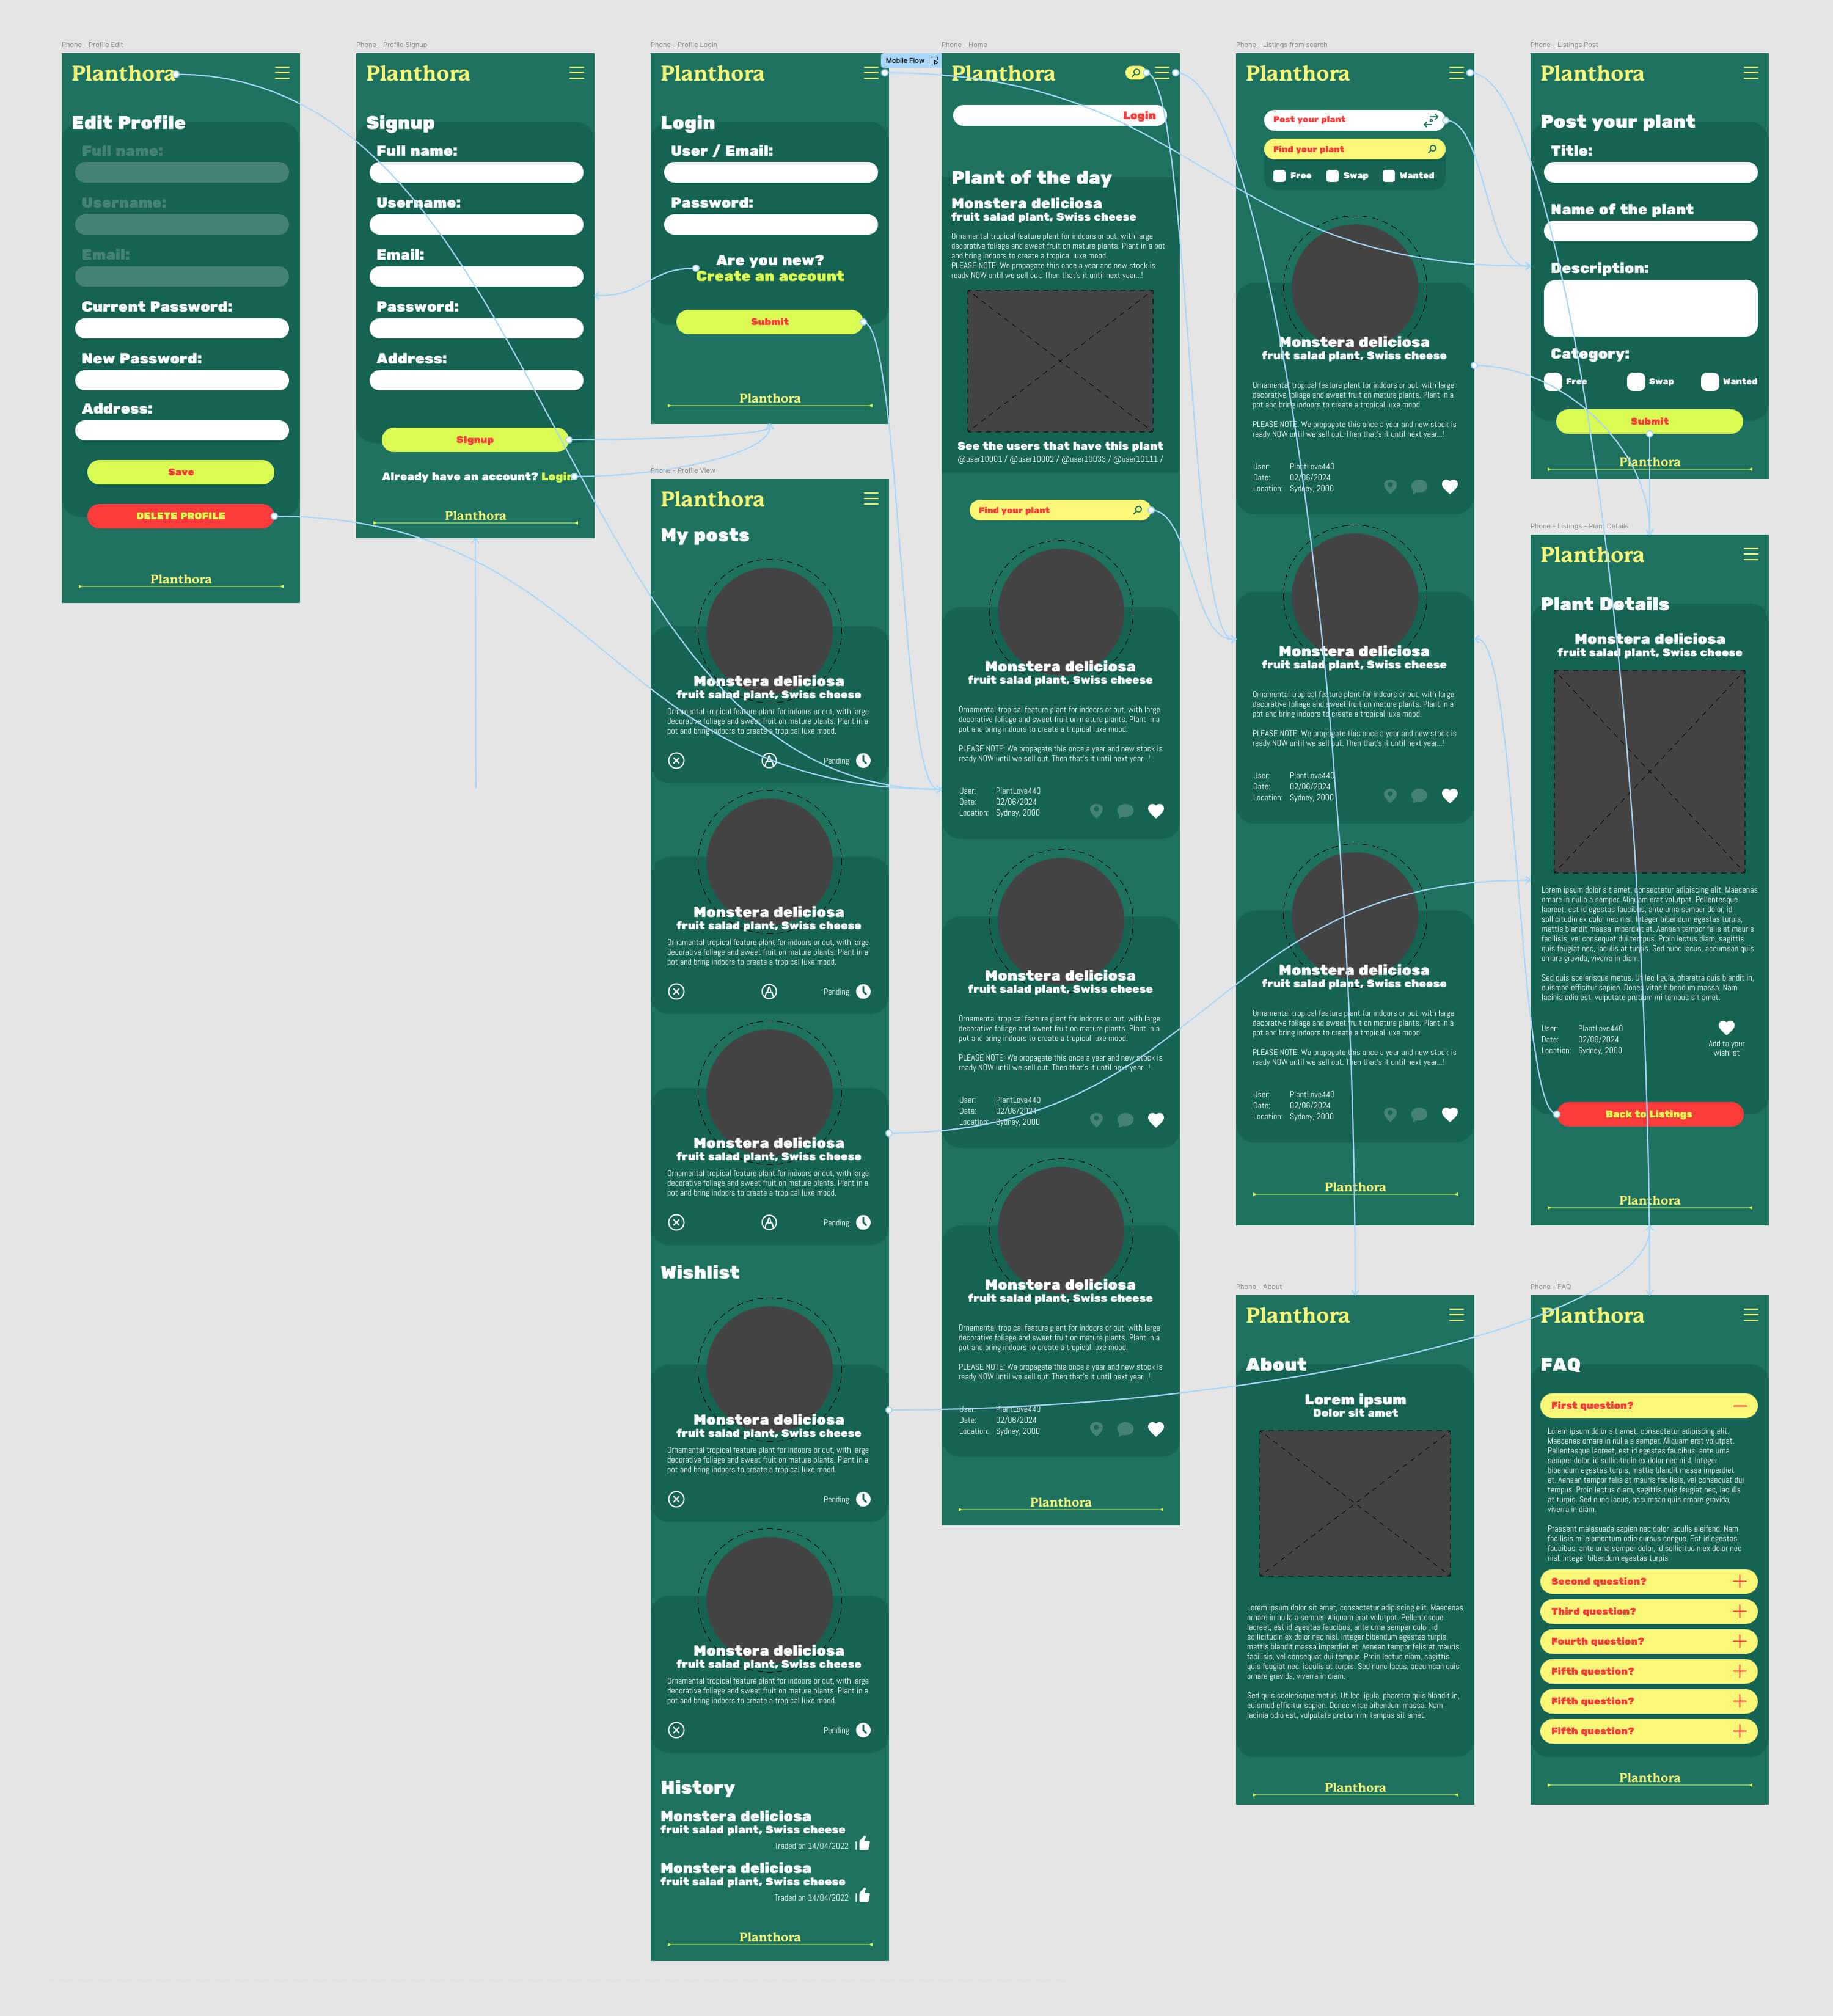 Phone - Profile Edit
Planthora
Edit Profile
Full name:
Username:
Email:
Current Password:
New Password:
Address:
Save
DELETE PROFILE
Planthora
Phone - Profile Signup
Planthora
Signup
Full name:
Username:
Email:
Password:
Address:
Signup
Already have an account? Login
Planthora
Phone - Profile Login
Planthora
Login
User / Email:
Password:
Are you new?
Create an account
Submit
Planthora
Phone - Profile View
Planthora
My posts
Monstera deliciosa
fruit salad plant, Swiss cheese
Ornamental tropical feature plant for indoors or out, with large
decorative foliage and sweet fruit on mature plants. Plant in a
pot and bring indoors to create a tropical luxe mood.
Pending
Monstera deliciosa
fruit salad plant, Swiss cheese
Ornamental tropical feature plant for indoors or out, with large
decorative foliage and sweet fruit on mature plants. Plant in a
pot and bring indoors to create a tropical luxe mood.
Pending
Monstera deliciosa
fruit salad plant, Swiss cheese
Ornamental tropical feature plant for indoors or out, with large
decorative foliage and sweet fruit on mature plants. Plant in a
pot and bring indoors to create a tropical luxe mood.
Pending
Wishlist
Monstera deliciosa
fruit salad plant, Swiss cheese
Ornamental tropical feature plant for indoors or out, with large
decorative foliage and sweet fruit on mature plants. Plant in a
pot and bring indoors to create a tropical luxe mood.
Pending
Monstera deliciosa
fruit salad plant, Swiss cheese
Ornamental tropical feature plant for indoors or out, with large
decorative foliage and sweet fruit on mature plants. Plant in a
pot and bring indoors to create a tropical luxe mood.
Pending
History
Monstera deliciosa
fruit salad plant, Swiss cheese
Traded on 14/04/2022
Monstera deliciosa
fruit salad plant, Swiss cheese
Traded on 14/04/2022
Planthora
Mobile Flow
Phone - Home
Planthora
Login
Plant of the day
Monstera deliciosa
fruit salad plant, Swiss cheese
Ornamental tropical feature plant for indoors or out, with large
decorative foliage and sweet fruit on mature plants. Plant in a pot
and bring indoors to create a tropical luxe mood.
PLEASE NOTE: We propagate this once a year and new stock is
ready NOW until we sell out. Then that's it until next year...!
See the users that have this plant
@user10001 / @user10002 / @user10033 / @user10111 /
Find your plant
Monstera deliciosa
fruit salad plant, Swiss cheese
Ornamental tropical feature plant for indoors or out, with large
decorative foliage and sweet fruit on mature plants. Plant in a
pot and bring indoors to create a tropical luxe mood.
PLEASE NOTE: We propagate this once a year and new stock is
ready NOW until we sell out. Then that's it until next year...!
User: PlantLove440
Date: 02/06/2024
Location: Sydney, 2000
Monstera deliciosa
fruit salad plant, Swiss cheese
Ornamental tropical feature plant for indoors or out, with large
decorative foliage and sweet fruit on mature plants. Plant in a
pot and bring indoors to create a tropical luxe mood.
PLEASE NOTE: We propagate this once a year and new stock is
ready NOW until we sell out. Then that's it until next year...!
User: PlantLove440
Date: 02/06/2024
Location: Sydney, 2000
Monstera deliciosa
fruit salad plant, Swiss cheese
Ornamental tropical feature plant for indoors or out, with large
decorative foliage and sweet fruit on mature plants. Plant in a
pot and bring indoors to create a tropical luxe mood.
PLEASE NOTE: We propagate this once a year and new stock is
ready NOW until we sell out. Then that's it until next year...!
User: PlantLove440
Date: 02/06/2024
Location: Sydney, 2000
Planthora
Phone - Listings from search
Planthora
Post your plant
Find your plant
Free Swap Wanted
Monstera deliciosa
fruit salad plant, Swiss cheese
Ornamental tropical feature plant for indoors or out, with large
decorative foliage and sweet fruit on mature plants. Plant in a
pot and bring indoors to create a tropical luxe mood.
PLEASE NOTE: We propagate this once a year and new stock is
ready NOW until we sell out. Then that's it until next year...!
User: PlantLove440
Date: 02/06/2024
Location: Sydney, 2000
Monstera deliciosa
fruit salad plant, Swiss cheese
Ornamental tropical feature plant for indoors or out, with large
decorative foliage and sweet fruit on mature plants. Plant in a
pot and bring indoors to create a tropical luxe mood.
PLEASE NOTE: We propagate this once a year and new stock is
ready NOW until we sell out. Then that's it until next year...!
User: PlantLove440
Date: 02/06/2024
Location: Sydney, 2000
Monstera deliciosa
fruit salad plant, Swiss cheese
Ornamental tropical feature plant for indoors or out, with large
decorative foliage and sweet fruit on mature plants. Plant in a
pot and bring indoors to create a tropical luxe mood.
PLEASE NOTE: We propagate this once a year and new stock is
ready NOW until we sell out. Then that's it until next year...!
User: PlantLove440
Date: 02/06/2024
Location: Sydney, 2000
Planthora
Phone - About
Planthora
About
Lorem ipsum
Dolor sit amet
Lorem ipsum dolor sit amet, consectetur adipiscing elit. Maecenas
ornare in nulla a semper. Aliquam erat volutpat. Pellentesque
laoreet, est id egestas faucibus, ante urna semper dolor, id
sollicitudin ex dolor nec nisl. Integer bibendum egestas turpis,
mattis blandit massa imperdiet et. Aenean tempor felis at mauris
facilisis, vel consequat dui tempus. Proin lectus diam, sagittis
quis feugiat nec, iaculis at turpis. Sed nunc lacus, accumsan quis
ornare gravida, viverra in diam.
Sed quis scelerisque metus. Ut leo ligula, pharetra quis blandit in,
euismod efficitur sapien. Donec vitae bibendum massa. Nam
lacinia odio est, vulputate pretium mi tempus sit amet.
Planthora
Phone - Listings Post
Planthora
Post your plant
Title:
Name of the plant
Description:
Category:
Free Swap Wanted
Submit
Planthora
Phone - Listings - Plant Details
Planthora
Plant Details
Monstera deliciosa
fruit salad plant, Swiss cheese
Lorem ipsum dolor sit amet, consectetur adipiscing elit. Maecenas
ornare in nulla a semper. Aliquam erat volutpat. Pellentesque
laoreet, est id egestas faucibus, ante urna semper dolor, id
sollicitudin ex dolor nec nisl. Integer bibendum egestas turpis,
mattis blandit massa imperdiet et. Aenean tempor felis at mauris
facilisis, vel consequat dui tempus. Proin lectus diam, sagittis
quis feugiat nec, iaculis at turpis. Sed nunc lacus, accumsan quis
ornare gravida, viverra in diam.
Sed quis scelerisque metus. Ut leo ligula, pharetra quis blandit in,
euismod efficitur sapien. Donec vitae bibendum massa. Nam
lacinia odio est, vulputate pretium mi tempus sit amet.
User: PlantLove440
Date: 02/06/2024
Location: Sydney, 2000
Add to your
wishlist
Back to Listings
Planthora
Phone - FAQ
Planthora
FAQ
First question?
Lorem ipsum dolor sit amet, consectetur adipiscing elit.
Maecenas ornare in nulla a semper. Aliquam erat volutpat.
Pellentesque laoreet, est id egestas faucibus, ante urna
semper dolor, id sollicitudin ex dolor nec nisl. Integer
bibendum egestas turpis, mattis blandit massa imperdiet
et. Aenean tempor felis at mauris facilisis, vel consequat dui
tempus. Proin lectus diam, sagittis quis feugiat nec, iaculis
at turpis. Sed nunc lacus, accumsan quis ornare gravida,
viverra in diam.
Praesent malesuada sapien nec dolor iaculis eleifend. Nam
facilisis mi elementum odio cursus congue. Est id egestas
faucibus, ante urna semper dolor, id sollicitudin ex dolor nec
nisl. Integer bibendum egestas turpis
Second question?
Third question?
Fourth question?
Fifth question?
Fifth question?
Fifth question?
Planthora